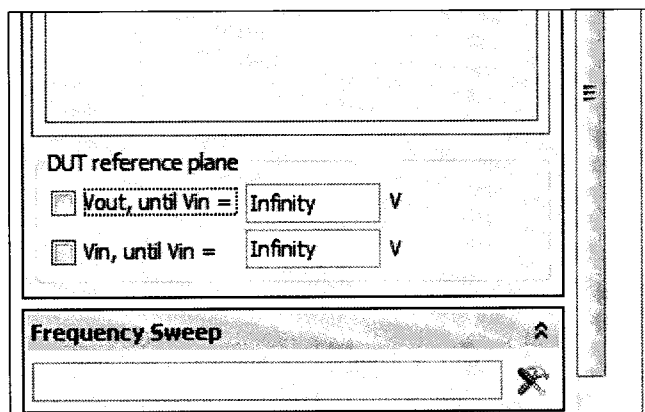 DUT reference plane
Vout, until Vin = Infinity V
Vin, until Vin = Infinity V
Frequency Sweep